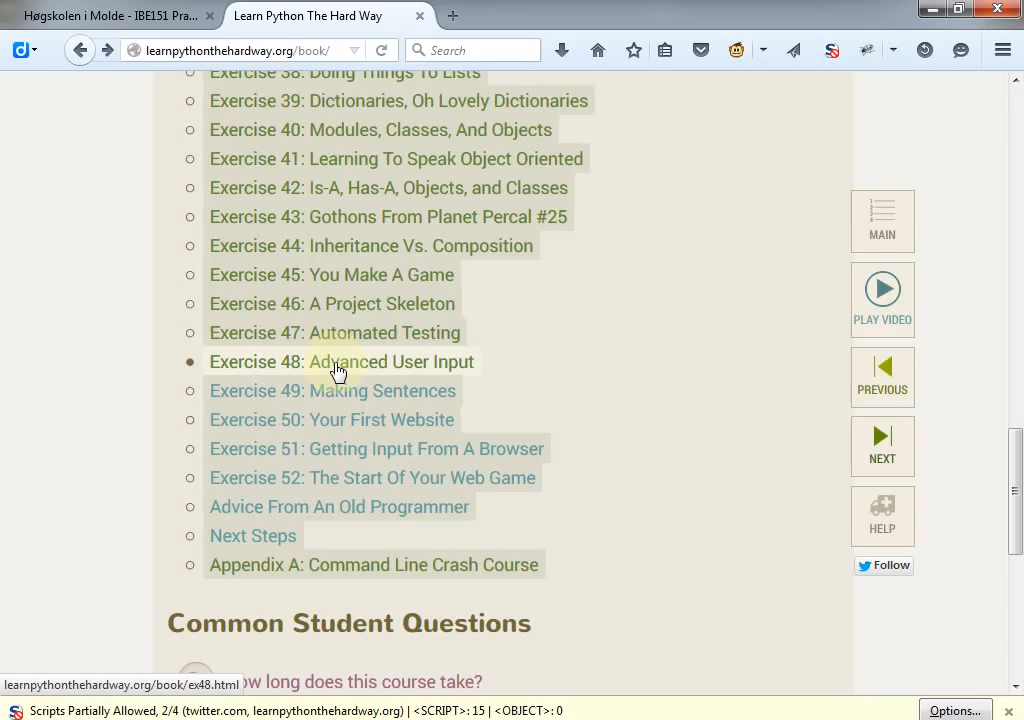 Høgskolen i Molde - IBE151 Pra...
Learn Python The Hard Way
learnpythonthehardway.org/book/
Search
Exercise 38: Doing Things To Lists
Exercise 39: Dictionaries, Oh Lovely Dictionaries
Exercise 40: Modules, Classes, And Objects
Exercise 41: Learning To Speak Object Oriented
Exercise 42: Is-A, Has-A, Objects, and Classes
Exercise 43: Gothons From Planet Percal #25
Exercise 44: Inheritance Vs. Composition
Exercise 45: You Make A Game
Exercise 46: A Project Skeleton
Exercise 47: Automated Testing
Exercise 48: Advanced User Input
Exercise 49: Making Sentences
Exercise 50: Your First Website
Exercise 51: Getting Input From A Browser
Exercise 52: The Start Of Your Web Game
Advice From An Old Programmer
Next Steps
Appendix A: Command Line Crash Course
MAIN
PLAY VIDEO
PREVIOUS
NEXT
HELP
Follow
Common Student Questions
ow long does this course take?
learnpythonthehardway.org/book/ex48.html
Scripts Partially Allowed, 2/4 (twitter.com, learnpythonthehardway.org) | <SCRIPT>: 15 | <OBJECT>: 0
Options...